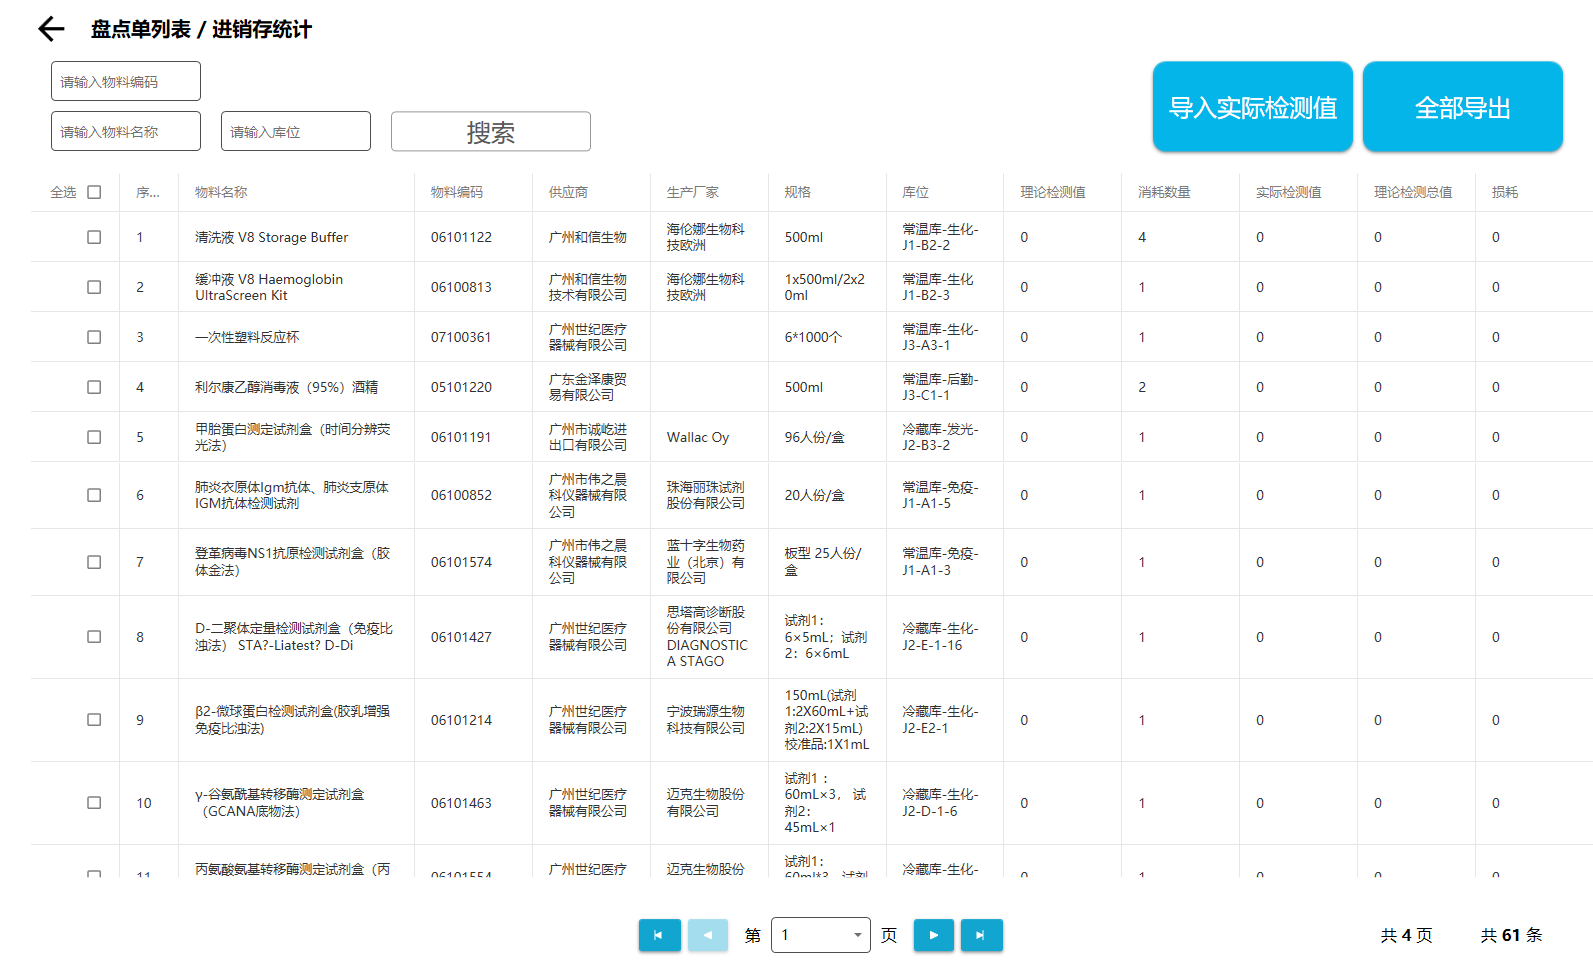 盘点单列表 / 进销存统计
请输入物料编码
请输入物料名称 请输入库位 搜索
导入实际检测值 全部导出
全选 序... 物料名称 物料编码 供应商 生产厂家 规格 库位 理论检测值 消耗数量 实际检测值 理论检测总值 损耗
1 清洗液 V8 Storage Buffer 06101122 广州和信生物 海伦娜生物科技欧洲 500ml 常温库-生化-J1-B2-2 0 4 0 0 0
2 缓冲液 V8 Haemoglobin UltraScreen Kit 06100813 广州和信生物技术有限公司 海伦娜生物科技欧洲 1x500ml/2x20ml 常温库-生化J1-B2-3 0 1 0 0 0
3 一次性塑料反应杯 07100361 广州世纪医疗器械有限公司 6*1000个 常温库-生化-J3-A3-1 0 1 0 0 0
4 利尔康乙醇消毒液（95%）酒精 05101220 广东金泽康贸易有限公司 500ml 常温库-后勤-J3-C1-1 0 2 0 0 0
5 甲胎蛋白测定试剂盒（时间分辨荧光法） 06101191 广州市诚屹进出口有限公司 Wallac Oy 96人份/盒 冷藏库-发光-J2-B3-2 0 1 0 0 0
6 肺炎衣原体Igm抗体、肺炎支原体IGM抗体检测试剂 06100852 广州市伟之晨科仪器械有限公司 珠海丽珠试剂股份有限公司 20人份/盒 常温库-免疫-J1-A1-5 0 1 0 0 0
7 登革病毒NS1抗原检测试剂盒（胶体金法） 06101574 广州市伟之晨科仪器械有限公司 蓝十字生物药业（北京）有限公司 板型 25人份/盒 常温库-免疫-J1-A1-3 0 1 0 0 0
8 D-二聚体定量检测试剂盒（免疫比浊法） STA?-Liatest? D-Di 06101427 广州世纪医疗器械有限公司 思塔高诊断股份有限公司DIAGNOSTICA STAGO 试剂1：6×5mL；试剂2：6×6mL 冷藏库-生化-J2-E-1-16 0 1 0 0 0
9 β2-微球蛋白检测试剂盒(胶乳增强免疫比浊法) 06101214 广州世纪医疗器械有限公司 宁波瑞源生物科技有限公司 150mL(试剂1:2X60mL+试剂2:2X15mL)校准品:1X1mL 冷藏库-生化-J2-E2-1 0 1 0 0 0
10 γ-谷氨酰基转移酶测定试剂盒（GCANA底物法） 06101463 广州世纪医疗器械有限公司 迈克生物股份有限公司 试剂1：60mL×3， 试剂2：45mL×1 冷藏库-生化-J2-D-1-6 0 1 0 0 0
11 丙氨酸氨基转移酶测定试剂盒（丙 06101554 广州世纪医疗 迈克生物股份 试剂1：60ml*3，试剂 冷藏库-生化- 0 1 0 0 0
第 1 页 共 4 页 共 61 条